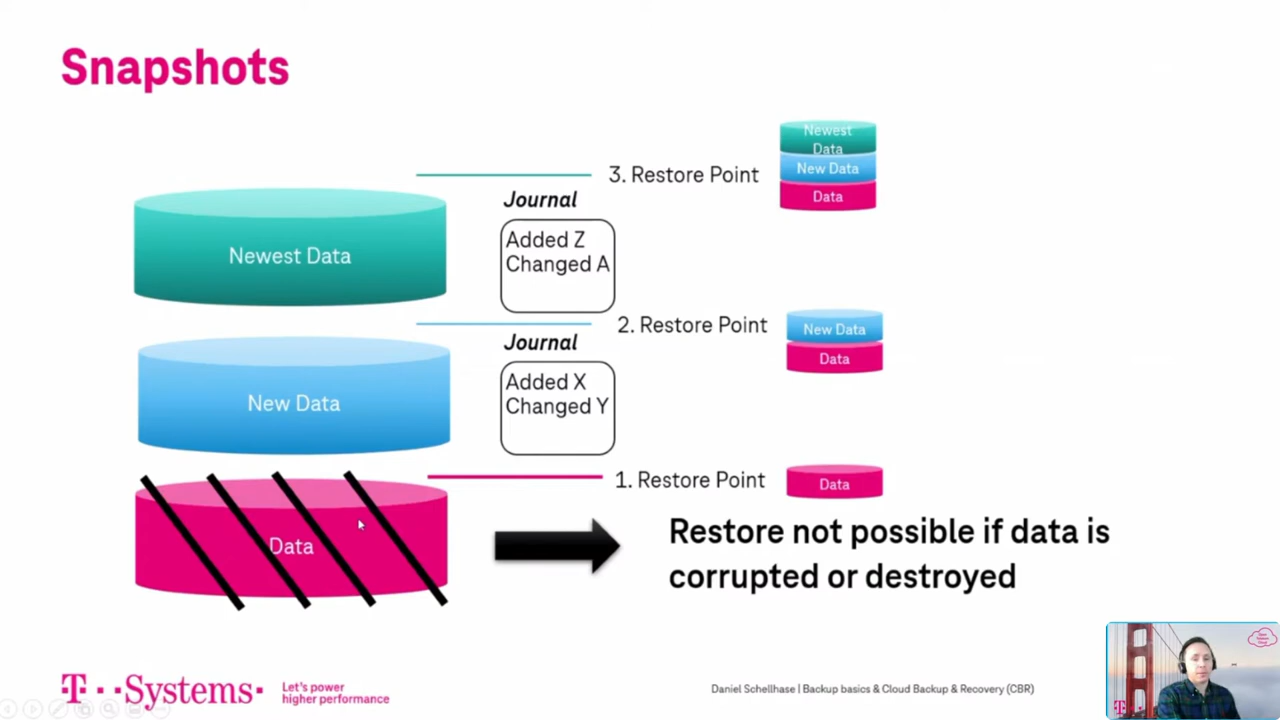 Snapshots
Newest
Data
3. Restore Point
New Data
Data
Journal
Newest Data
Added Z
Changed A
2. Restore Point
New Data
Data
Journal
New Data
Added X
Changed Y
1. Restore Point
Data
Data
Restore not possible if data is
corrupted or destroyed
T··Systems·
Let's power
higher performance
Daniel Schellhase | Backup basics & Cloud Backup & Recovery (CBR)